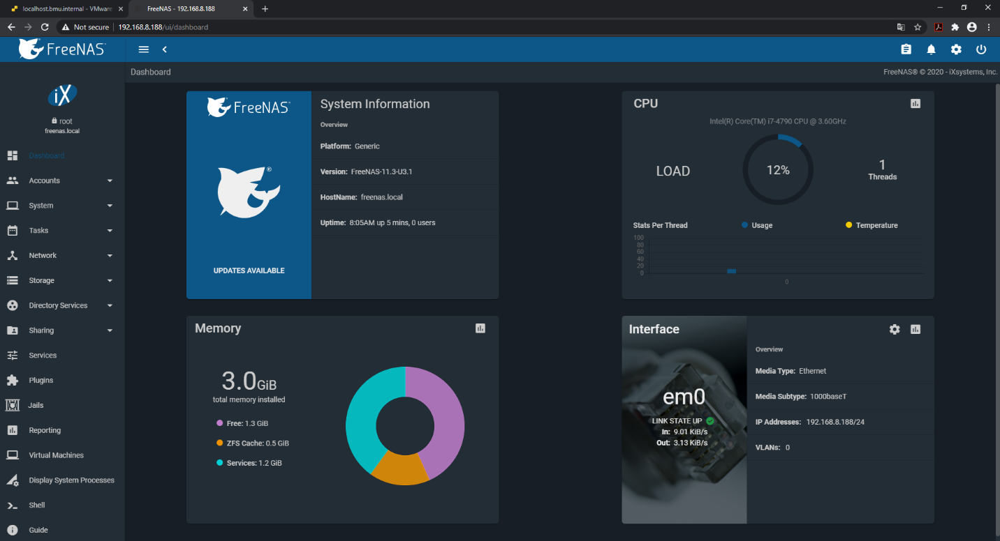 localhost.bmu.internal - VMware
FreeNAS - 192.168.8.188
Not secure
192.168.8.188/ui/dashboard
FreeNAS
Dashboard
FreeNAS® © 2020 - iXsystems, Inc.
iX
root
freenas.local
Dashboard
Accounts
System
Tasks
Network
Storage
Directory Services
Sharing
Services
Plugins
Jails
Reporting
Virtual Machines
Display System Processes
Shell
Guide
FreeNAS
®
UPDATES AVAILABLE
System Information
Overview
Platform: Generic
Version: FreeNAS-11.3-U3.1
HostName: freenas.local
Uptime: 8:05AM up 5 mins, 0 users
CPU
Intel(R) Core(TM) i7-4790 CPU @ 3.60GHz
LOAD
12%
1
Threads
Stats Per Thread
Usage
Temperature
100
80
60
40
20
0
0
Memory
3.0GiB
total memory installed
Free: 1.3 GiB
ZFS Cache: 0.5 GiB
Services: 1.2 GiB
Interface
em0
LINK STATE UP
In: 9.01 KiB/s
Out: 3.13 KiB/s
Overview
Media Type: Ethernet
Media Subtype: 1000baseT
IP Addresses: 192.168.8.188/24
VLANs: 0